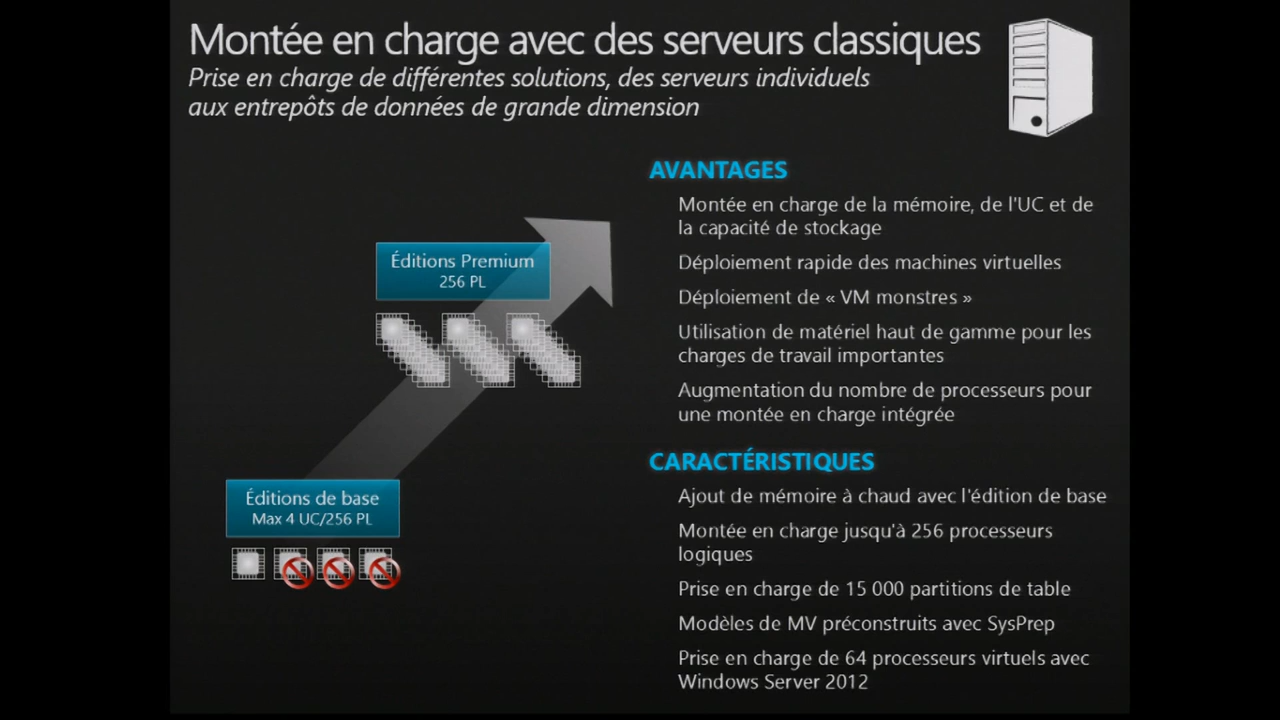 Montée en charge avec des serveurs classiques
Prise en charge de différentes solutions, des serveurs individuels
aux entrepôts de données de grande dimension
Éditions Premium
256 PL
Éditions de base
Max 4 UC/256 PL
AVANTAGES
Montée en charge de la mémoire, de l'UC et de
la capacité de stockage
Déploiement rapide des machines virtuelles
Déploiement de « VM monstres »
Utilisation de matériel haut de gamme pour les
charges de travail importantes
Augmentation du nombre de processeurs pour
une montée en charge intégrée
CARACTÉRISTIQUES
Ajout de mémoire à chaud avec l'édition de base
Montée en charge jusqu'à 256 processeurs
logiques
Prise en charge de 15 000 partitions de table
Modèles de MV préconstruits avec SysPrep
Prise en charge de 64 processeurs virtuels avec
Windows Server 2012